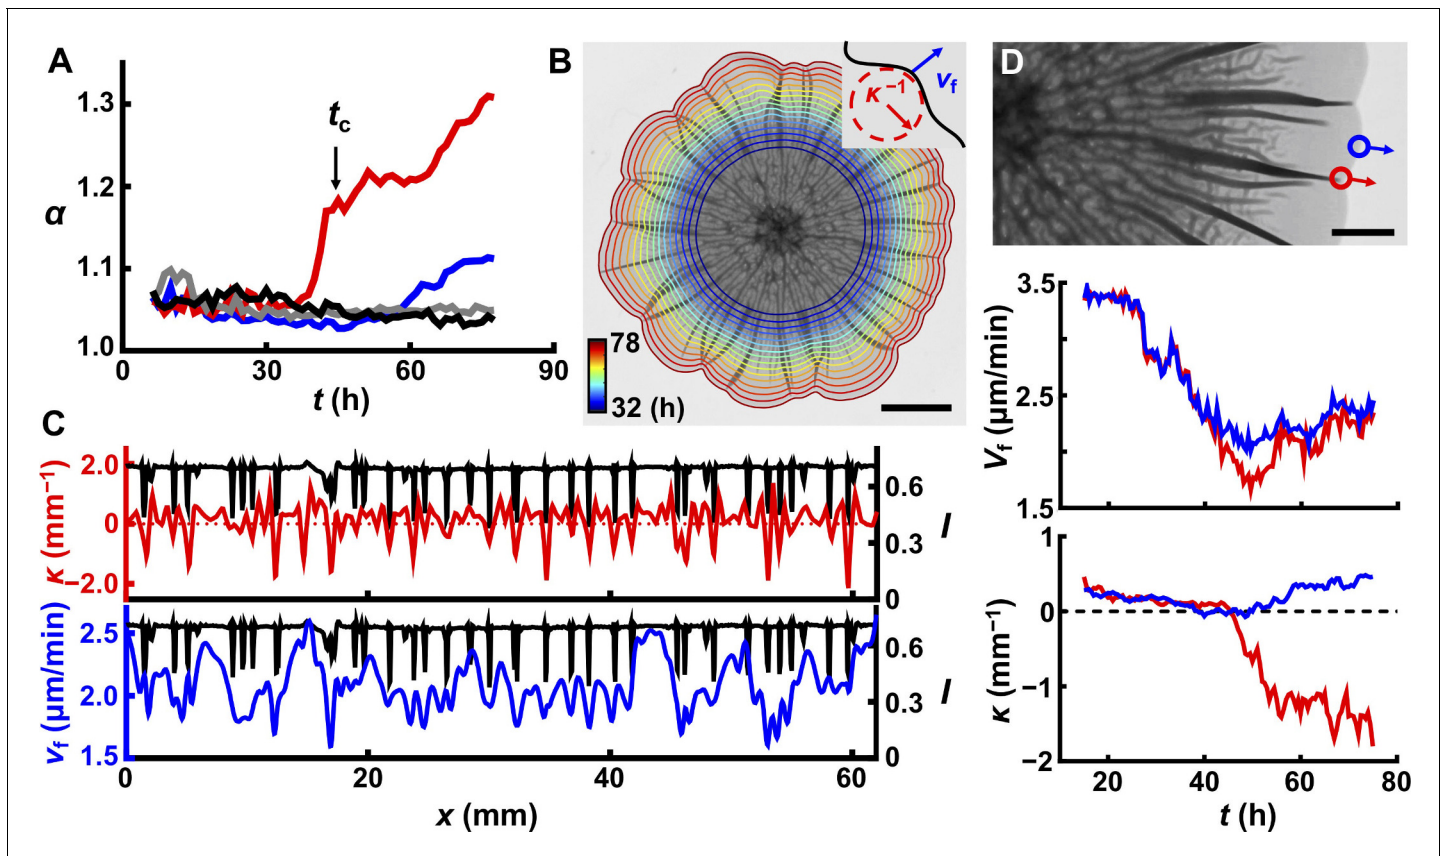 A
1.3
1.2
1.1
1.0
α
t_c
0
30
60
90
t (h)
B
κ⁻¹
v_f
78
32 (h)
C
2.0
0
−2.0
κ (mm⁻¹)
0.6
0.3
0
I
2.5
2.0
1.5
v_f (μm/min)
0.6
0.3
0
I
0
20
40
60
x (mm)
D
3.5
2.5
1.5
V_f (μm/min)
1
0
−1
−2
κ (mm⁻¹)
20
40
60
80
t (h)